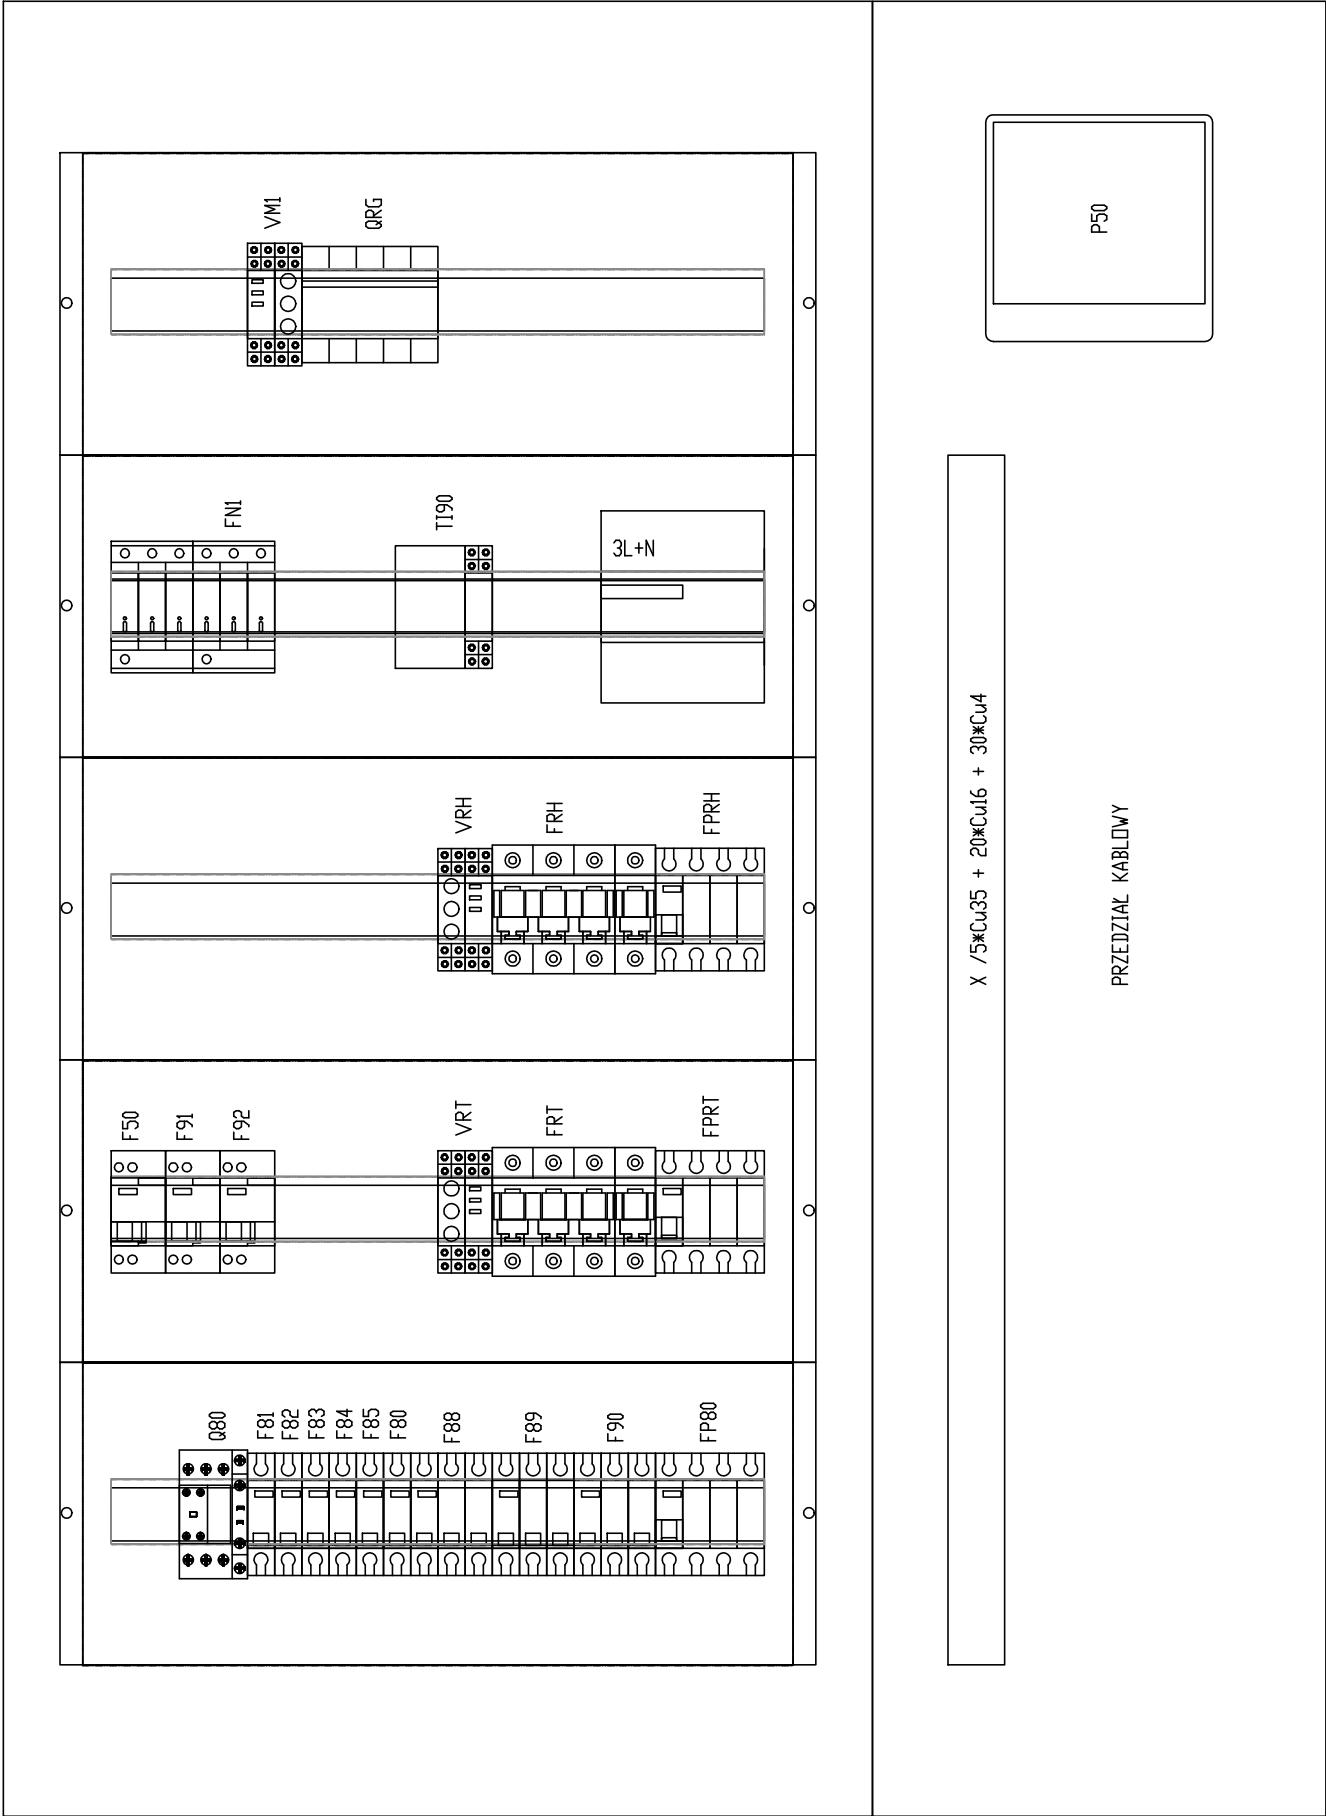 VM1
QRG
P50
FN1
TI90
3L+N
X /5*Cu35 + 20*Cu16 + 30*Cu4
PRZEDZIAŁ KABLOWY
VRH
FRH
FPRH
F50
F91
F92
VRT
FRT
FPRT
Q80
F81
F82
F83
F84
F85
F80
F88
F89
F90
FP80